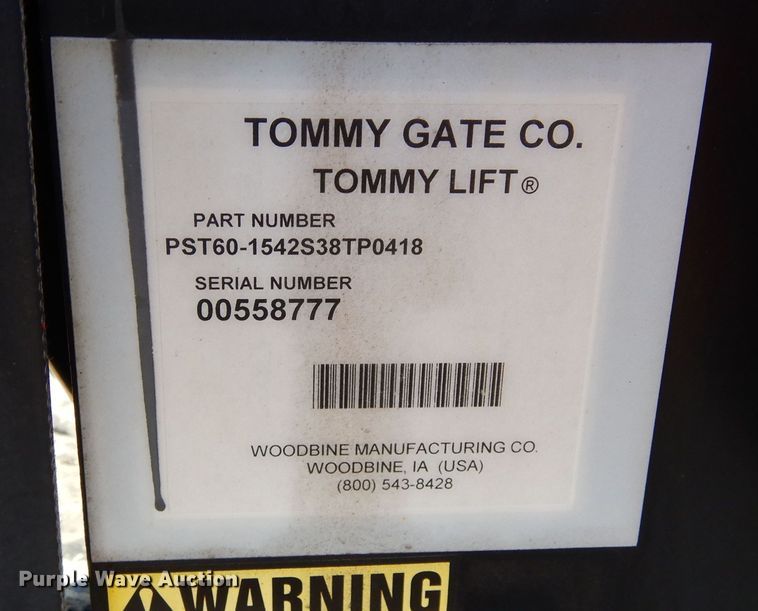 TOMMY GATE CO.
TOMMY LIFT®
PART NUMBER
PST60-1542S38TP0418
SERIAL NUMBER
00558777
WOODBINE MANUFACTURING CO.
WOODBINE, IA (USA)
(800) 543-8428
WARNING
Purple Wave Auction